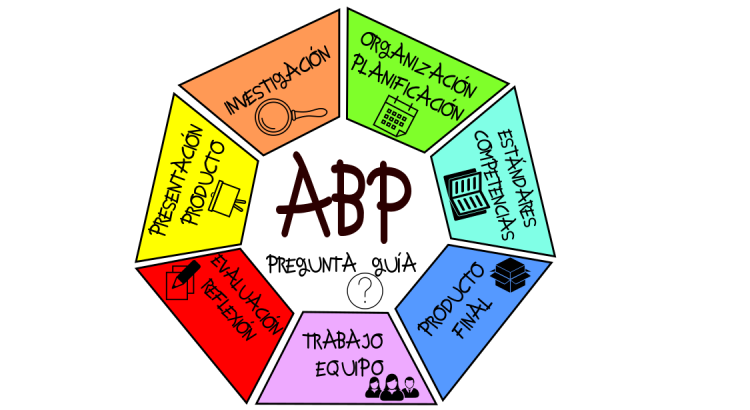 INVESTIGACIÓN
ORGANIZACIÓN
PLANIFICACIÓN
ESTÁNDARES
COMPETENCIAS
PRODUCTO
FINAL
TRABAJO
EQUIPO
EVALUACIÓN
REFLEXIÓN
PRESENTACIÓN
PRODUCTO
ABP
PREGUNTA GUÍA
?